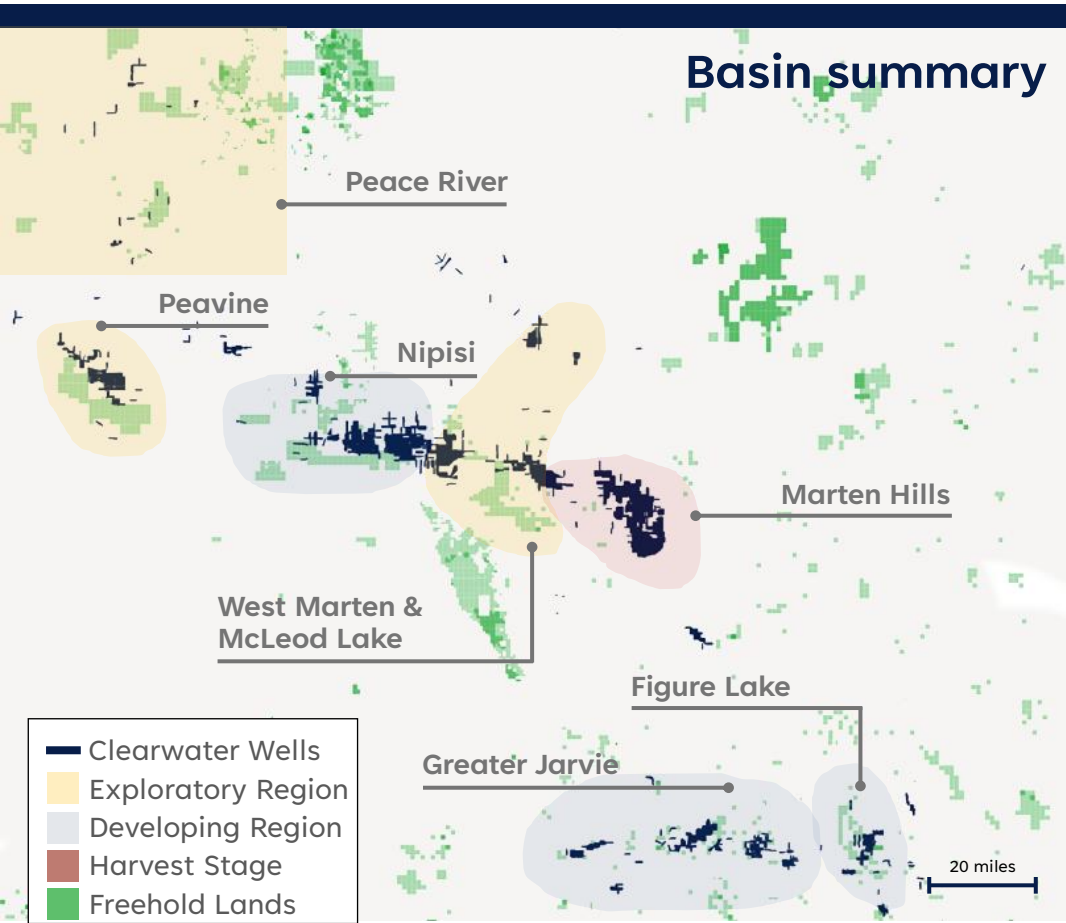 Basin summary
Peace River
Peavine
Nipisi
Marten Hills
West Marten &
McLeod Lake
Figure Lake
Greater Jarvie
Clearwater Wells
Exploratory Region
Developing Region
Harvest Stage
Freehold Lands
20 miles